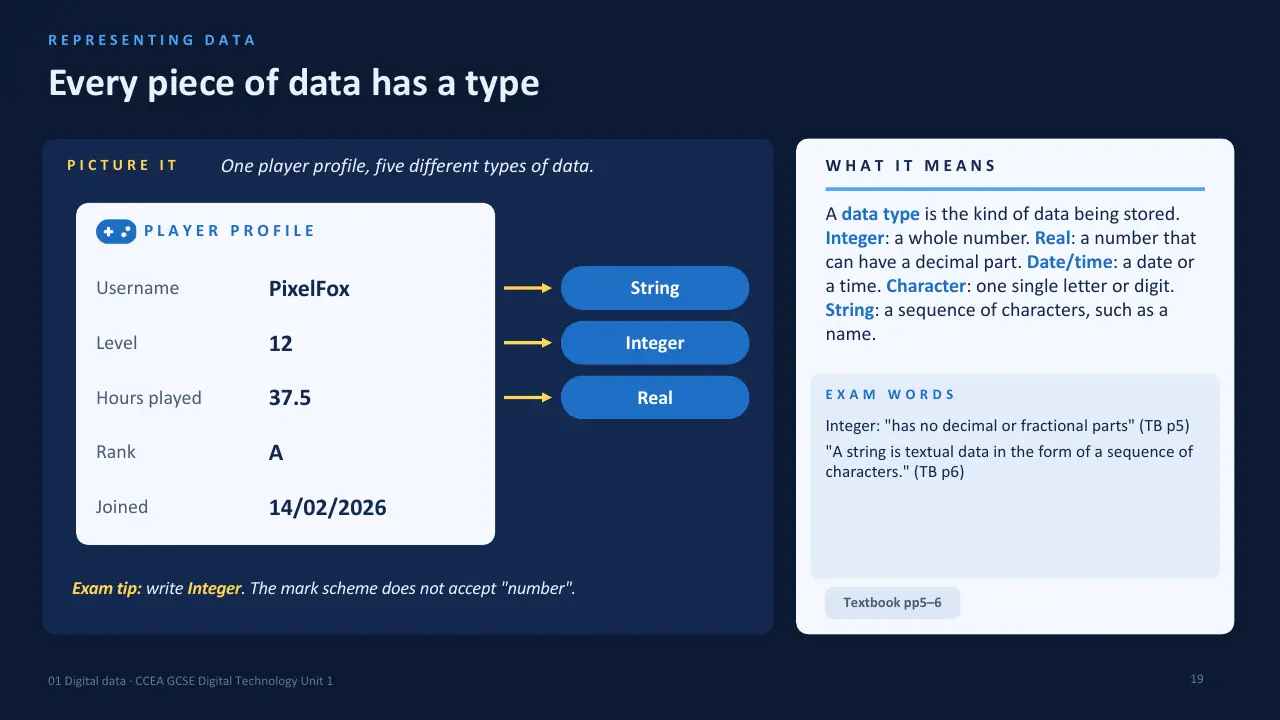 REPRESENTING DATA
Every piece of data has a type
PICTURE IT
One player profile, five different types of data.
PLAYER PROFILE
Username PixelFox String
Level 12 Integer
Hours played 37.5 Real
Rank A
Joined 14/02/2026
Exam tip: write Integer. The mark scheme does not accept "number".
WHAT IT MEANS
A data type is the kind of data being stored.
Integer: a whole number. Real: a number that
can have a decimal part. Date/time: a date or
a time. Character: one single letter or digit.
String: a sequence of characters, such as a
name.
EXAM WORDS
Integer: "has no decimal or fractional parts" (TB p5)
"A string is textual data in the form of a sequence of
characters." (TB p6)
Textbook pp5–6
01 Digital data · CCEA GCSE Digital Technology Unit 1
19